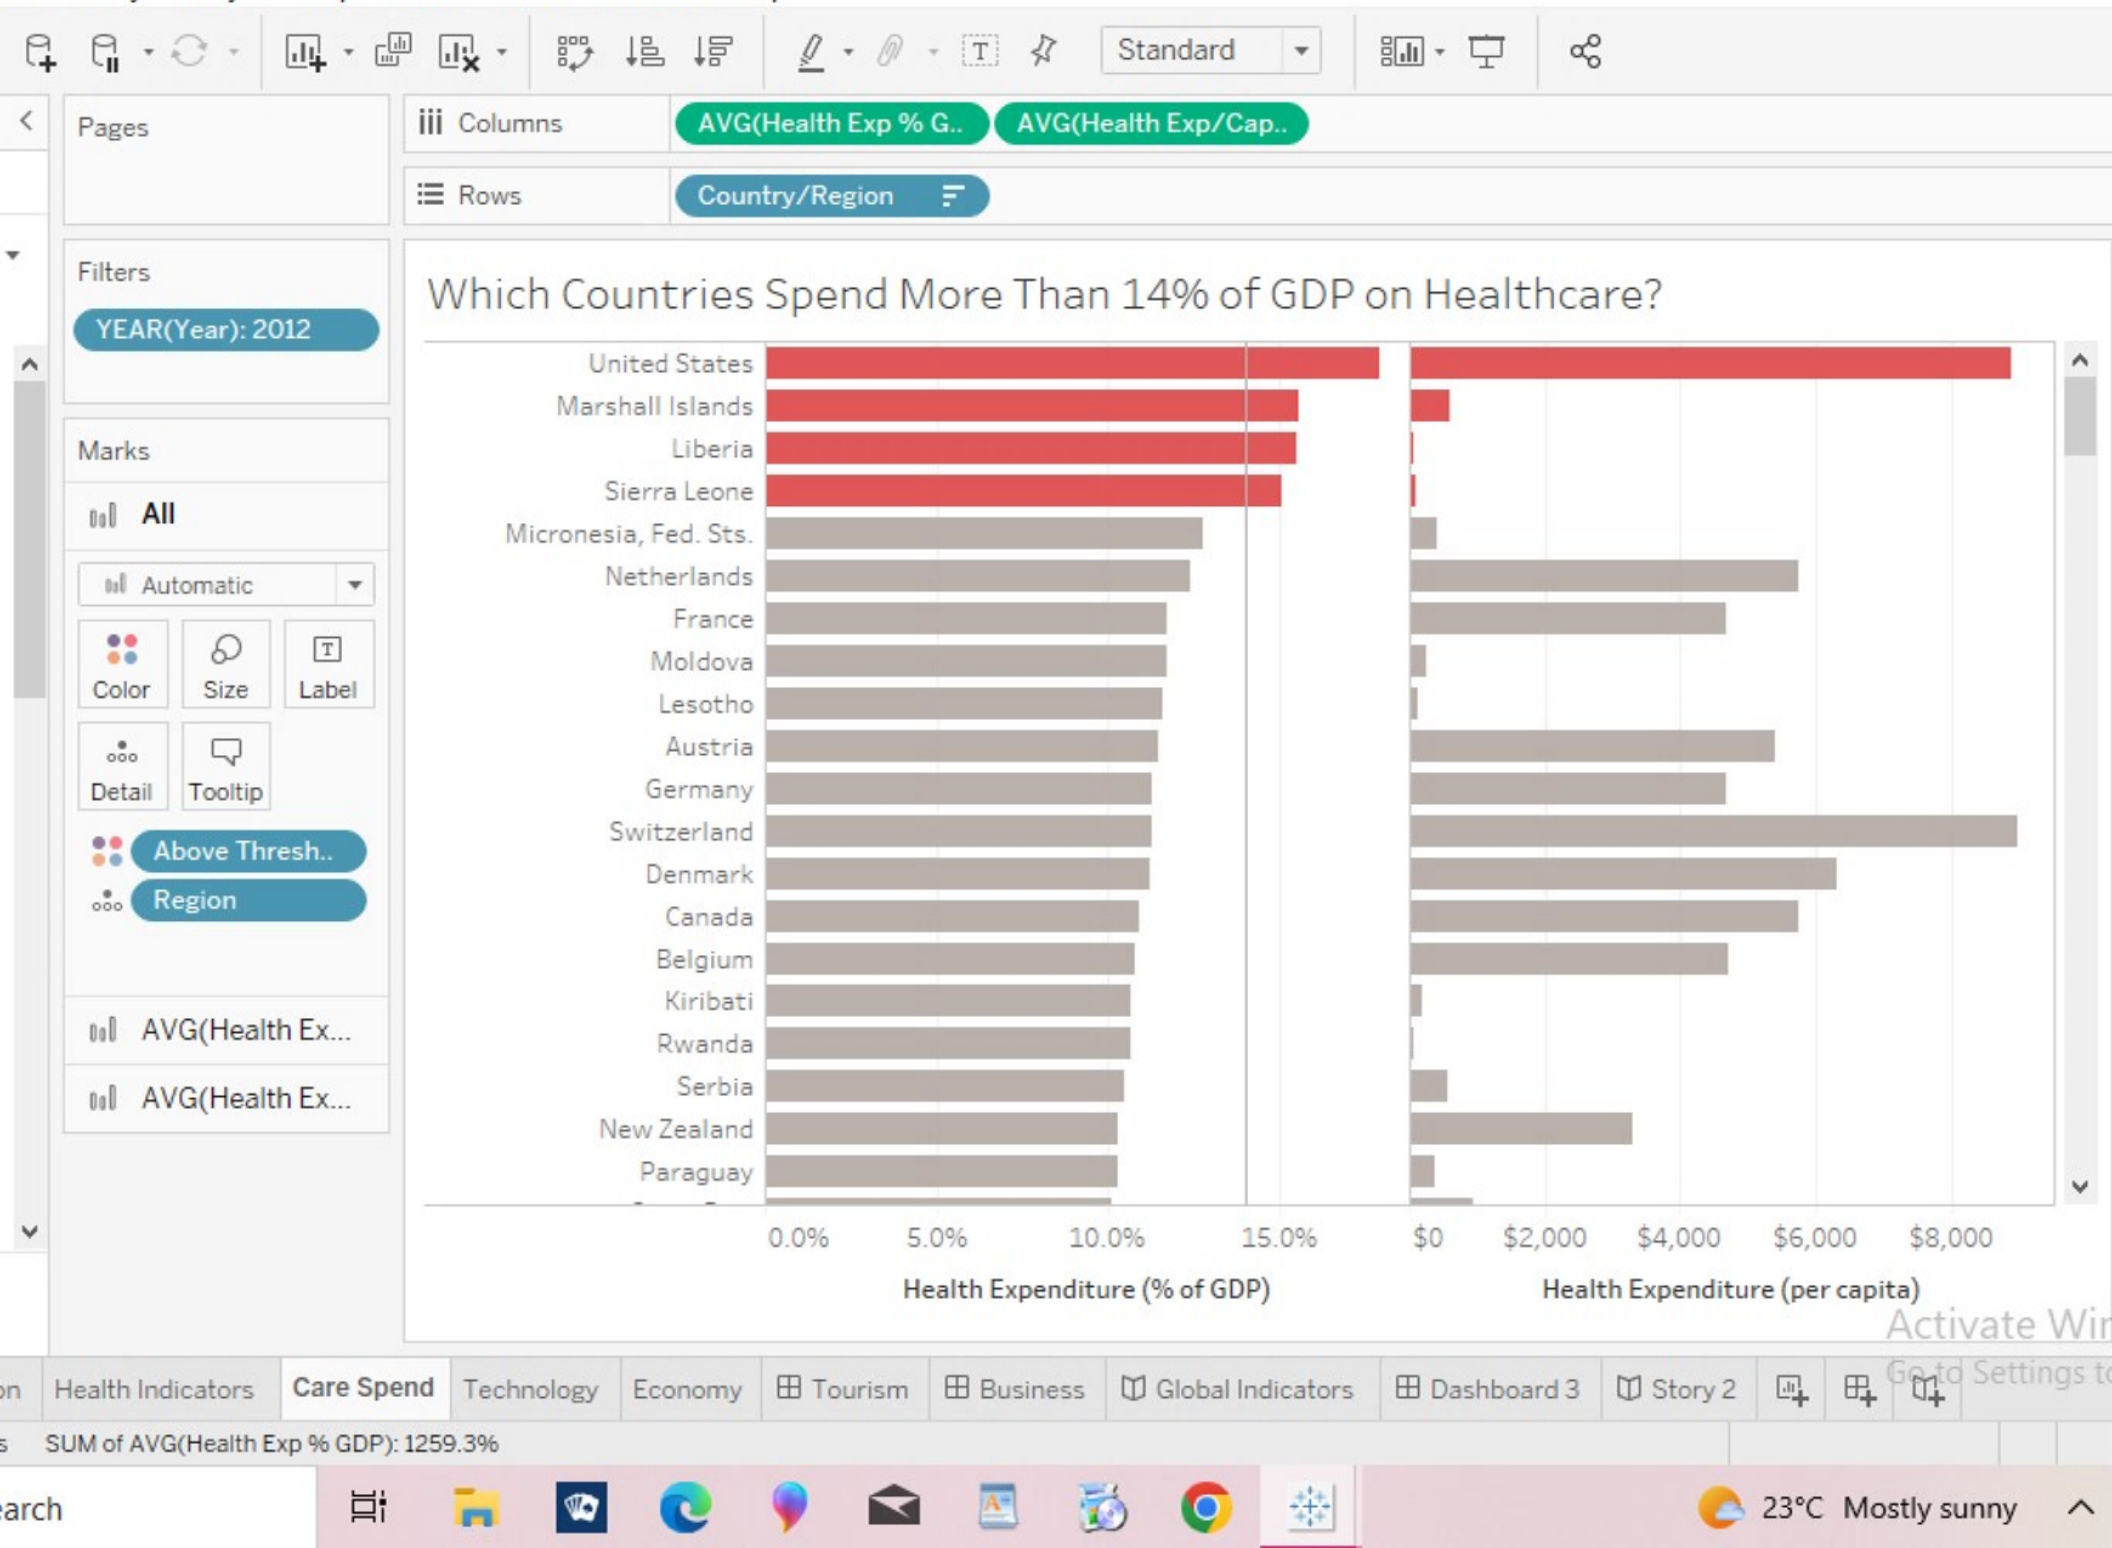 Standard
Pages
Columns
AVG(Health Exp % G..
AVG(Health Exp/Cap..
Rows
Country/Region
Filters
YEAR(Year): 2012
Marks
All
Automatic
Color
Size
Label
Detail
Tooltip
Above Thresh..
Region
AVG(Health Ex...
AVG(Health Ex...
Which Countries Spend More Than 14% of GDP on Healthcare?
United States
Marshall Islands
Liberia
Sierra Leone
Micronesia, Fed. Sts.
Netherlands
France
Moldova
Lesotho
Austria
Germany
Switzerland
Denmark
Canada
Belgium
Kiribati
Rwanda
Serbia
New Zealand
Paraguay
0.0% 5.0% 10.0% 15.0%
$0 $2,000 $4,000 $6,000 $8,000
Health Expenditure (% of GDP)
Health Expenditure (per capita)
Activate Wi
Go to Settings to
Health Indicators
Care Spend
Technology
Economy
Tourism
Business
Global Indicators
Dashboard 3
Story 2
SUM of AVG(Health Exp % GDP): 1259.3%
earch
23°C Mostly sunny